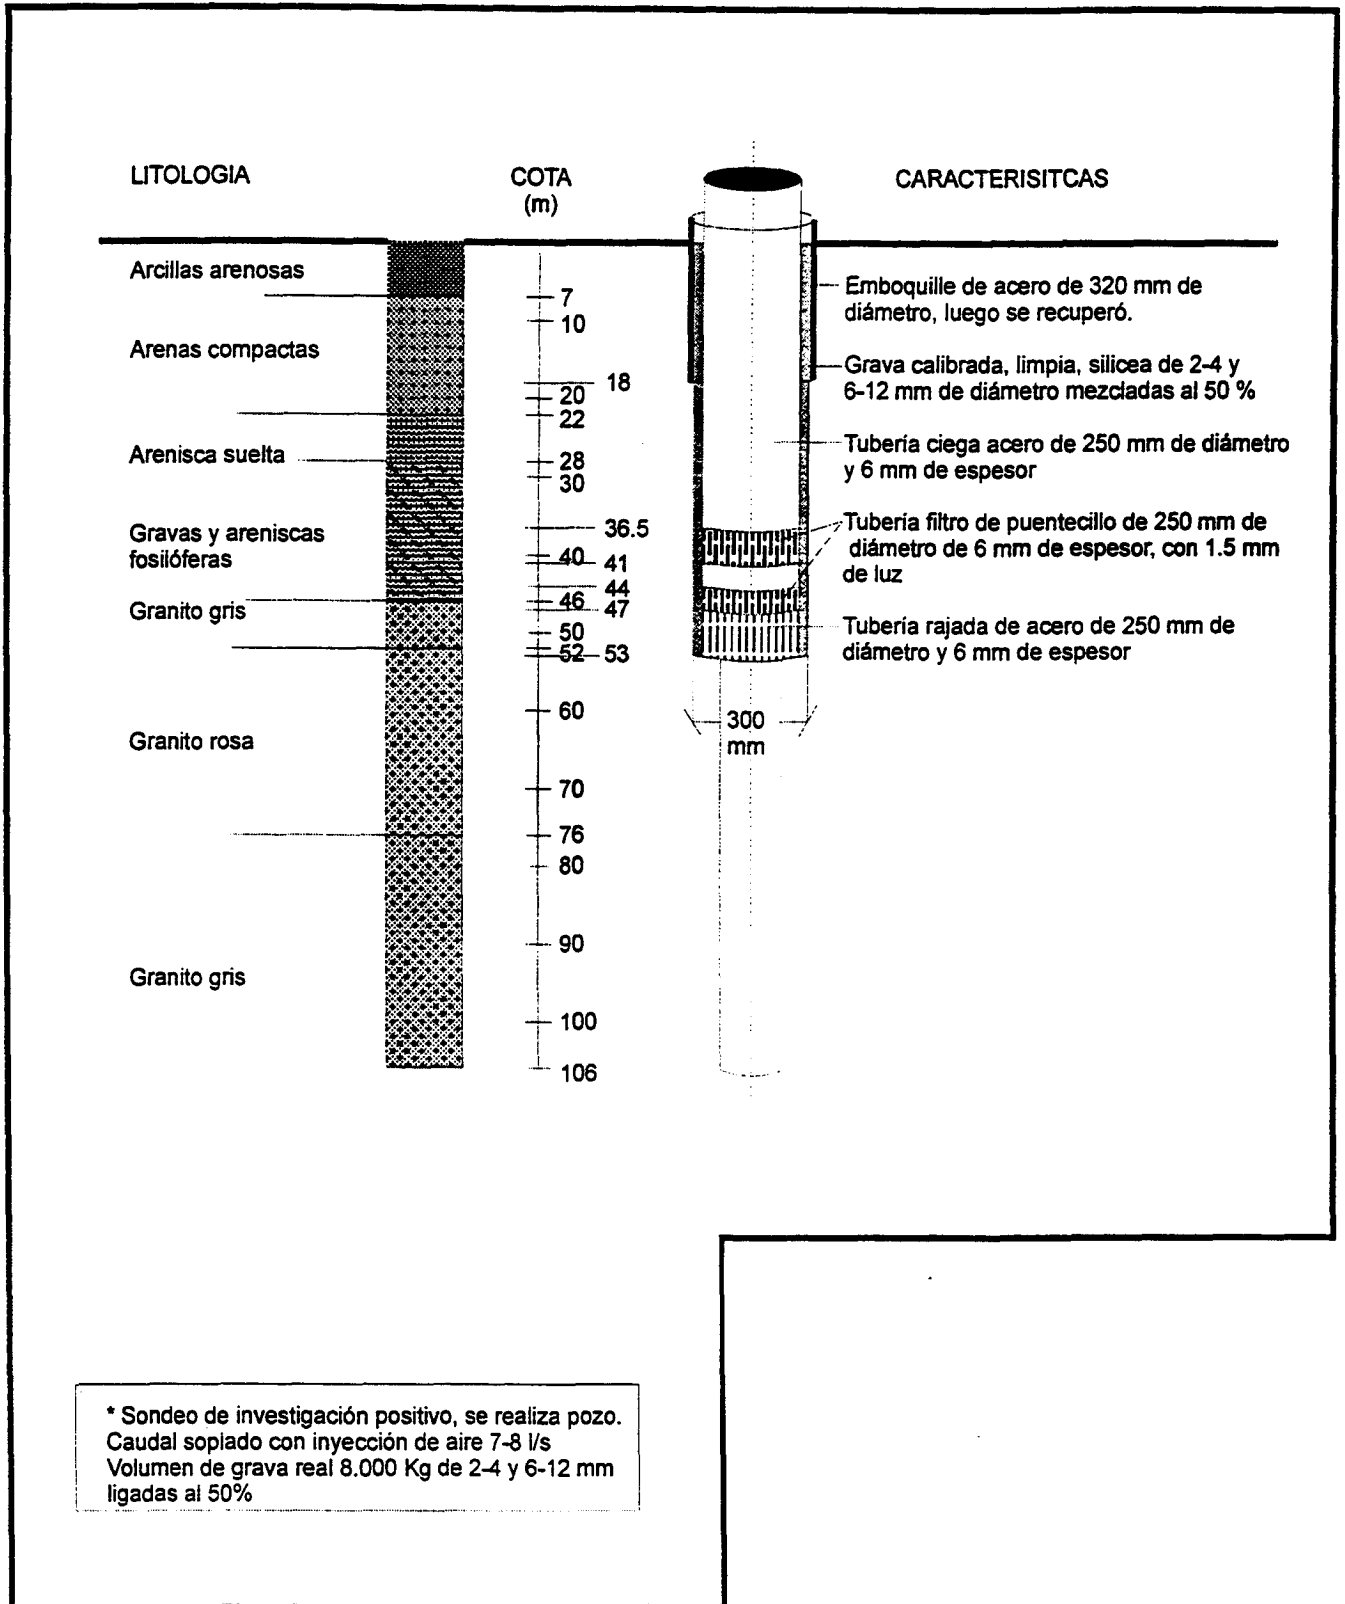 LITOLOGIA
COTA
(m)
CARACTERISITCAS
Arcillas arenosas
Arenas compactas
Arenisca suelta
Gravas y areniscas
fosilóferas
Granito gris
Granito rosa
Granito gris
7
10
18
20
22
28
30
36.5
40
41
44
46
47
50
52
53
60
70
76
80
90
100
106
Emboquille de acero de 320 mm de
diámetro, luego se recuperó.
Grava calibrada, limpia, silicea de 2-4 y
6-12 mm de diámetro mezcladas al 50 %
Tubería ciega acero de 250 mm de diámetro
y 6 mm de espesor
Tubería filtro de puentecillo de 250 mm de
diámetro de 6 mm de espesor, con 1.5 mm
de luz
Tubería rajada de acero de 250 mm de
diámetro y 6 mm de espesor
300
mm
* Sondeo de investigación positivo, se realiza pozo.
Caudal soplado con inyección de aire 7-8 l/s
Volumen de grava real 8.000 Kg de 2-4 y 6-12 mm
ligadas al 50%